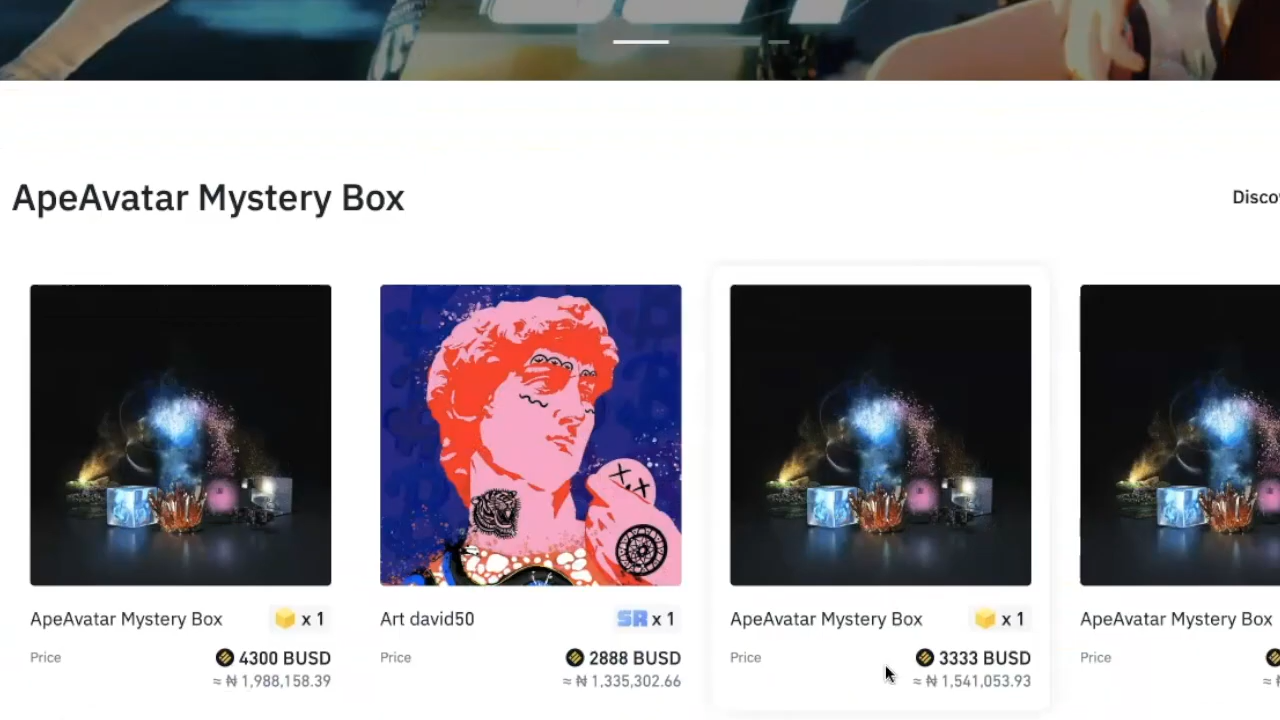 ApeAvatar Mystery Box
ApeAvatar Mystery Box x 1
Price 4300 BUSD
≈ ₦ 1,988,158.39
Art david50 SR x 1
Price 2888 BUSD
≈ ₦ 1,335,302.66
ApeAvatar Mystery Box x 1
Price 3333 BUSD
≈ ₦ 1,541,053.93
ApeAvatar Mystery Box
Price